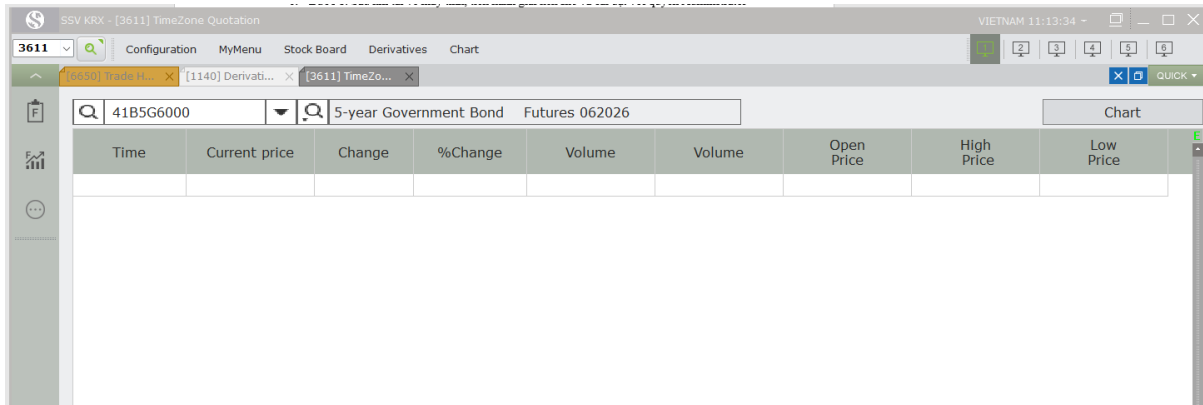 SSV KRX - [3611] TimeZone Quotation VIETNAM 11:13:34
3611 Configuration MyMenu Stock Board Derivatives Chart 1 2 3 4 5 6
[6650] Trade H... [1140] Derivati... [3611] TimeZo... QUICK
F
41B5G6000 5-year Government Bond Futures 062026 Chart
E
Time Current price Change %Change Volume Volume Open Price High Price Low Price